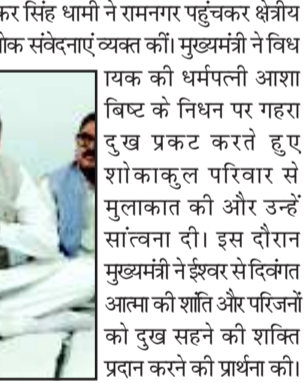 कर सिंह धामी ने रामनगर पहुंचकर क्षेत्रीय
ोक संवेदनाएं व्यक्त कीं। मुख्यमंत्री ने विध
ायक की धर्मपत्नी आशा
बिष्ट के निधन पर गहरा
दुख प्रकट करते हुए
शोकाकुल परिवार से
मुलाकात की और उन्हें
सांत्वना दी। इस दौरान
मुख्यमंत्री ने ईश्वर से दिवंगत
आत्मा की शांति और परिजनों
को दुख सहने की शक्ति
प्रदान करने की प्रार्थना की।